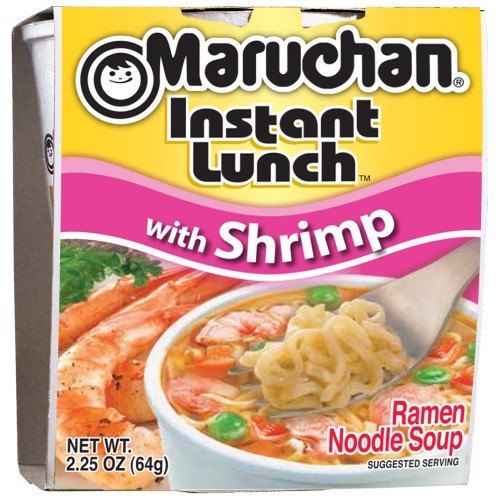 Maruchan®
Instant
Lunch™
with Shrimp
Ramen
Noodle Soup
SUGGESTED SERVING
NET WT.
2.25 OZ (64g)